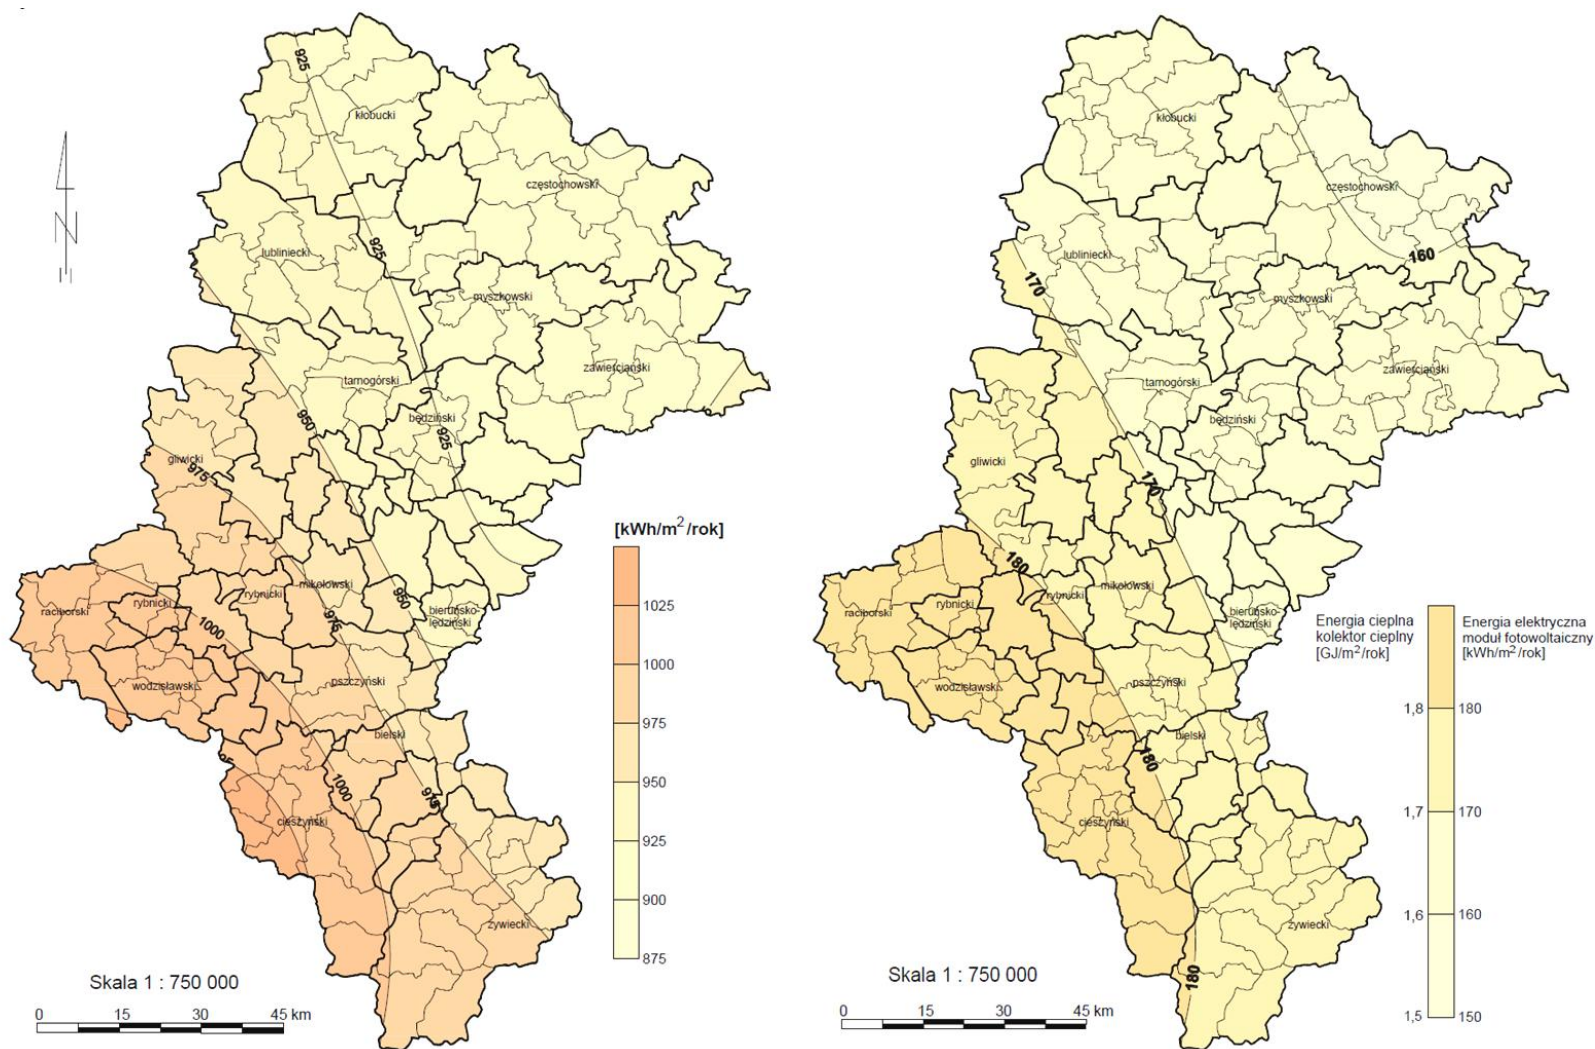 925
kłobucki
częstochowski
925
lubliniecki
myszkowski
zawierciański
tarnogórski
950
będziński
925
gliwicki
975
[kWh/m²/rok]
1025
1000
975
950
925
900
875
mikołowski
rybnicki
950
raciborski
rybnicki
bieruńsko-
lędziński
1000
975
pszczyński
wodzisławski
bielski
1000
975
cieszyński
żywiecki
N
Skala 1 : 750 000
0 15 30 45 km
kłobucki
częstochowski
160
lubliniecki
170
myszkowski
zawierciański
tarnogórski
będziński
gliwicki
170
180
mikołowski
rybnicki
raciborski
rybnicki
bieruńsko-
lędziński
pszczyński
wodzisławski
bielski
180
cieszyński
żywiecki
180
Energia cieplna
kolektor cieplny
[GJ/m²/rok]
Energia elektryczna
moduł fotowoltaiczny
[kWh/m²/rok]
1,8 180
1,7 170
1,6 160
1,5 150
Skala 1 : 750 000
0 15 30 45 km